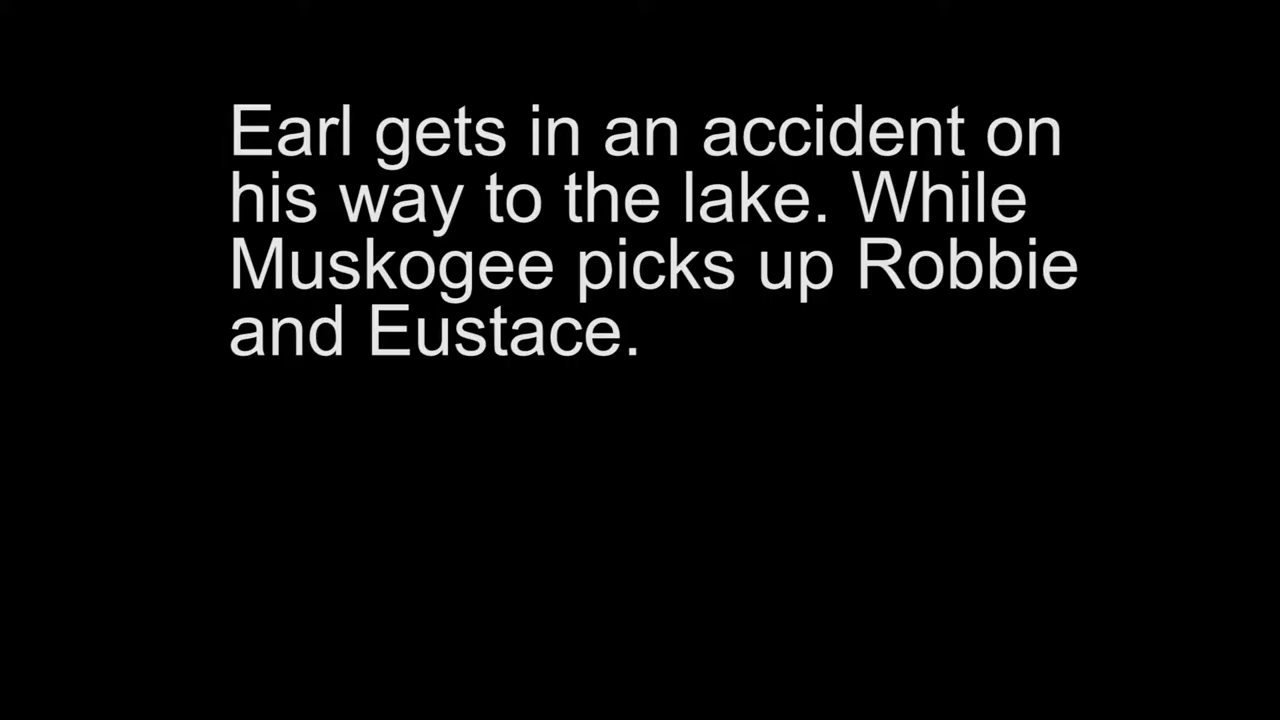 Earl gets in an accident on
his way to the lake. While
Muskogee picks up Robbie
and Eustace.